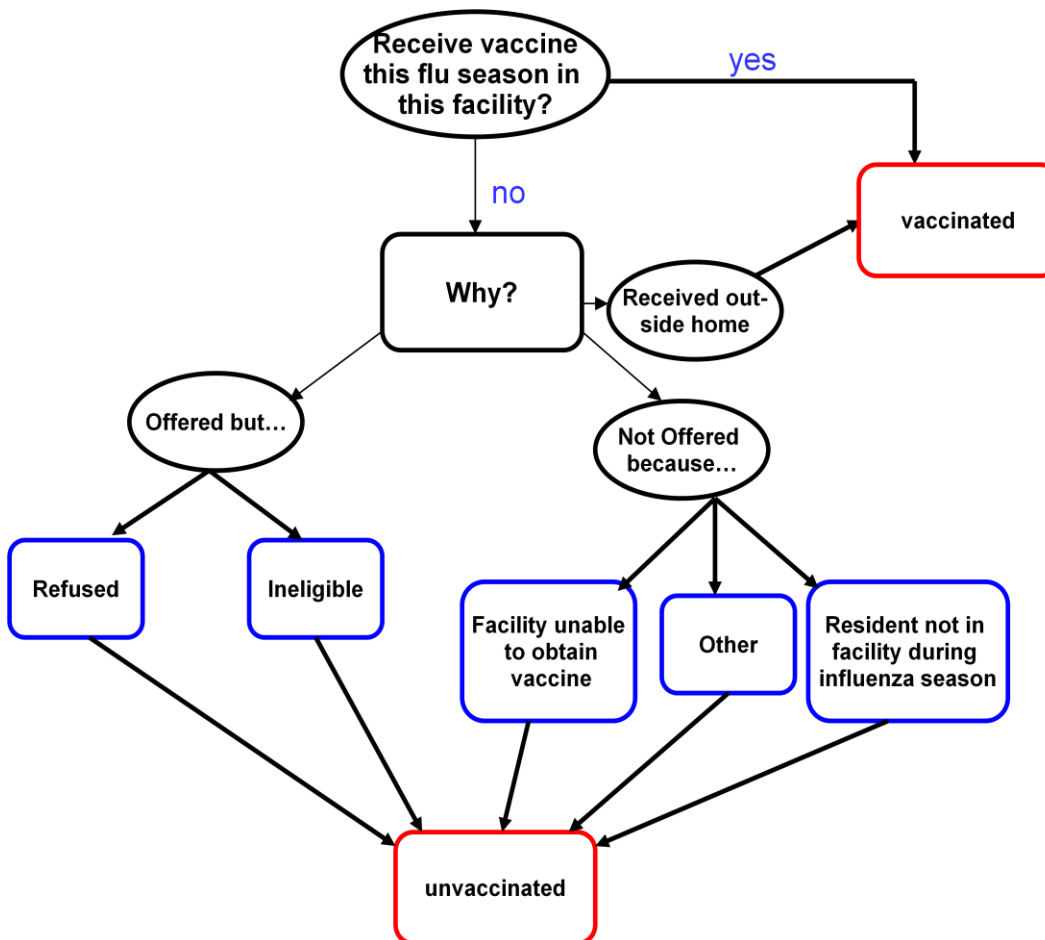 Receive vaccine
this flu season in
this facility?
yes
no
vaccinated
Why?
Received out-
side home
Offered but…
Not Offered
because…
Refused
Ineligible
Facility unable
to obtain
vaccine
Other
Resident not in
facility during
influenza season
unvaccinated